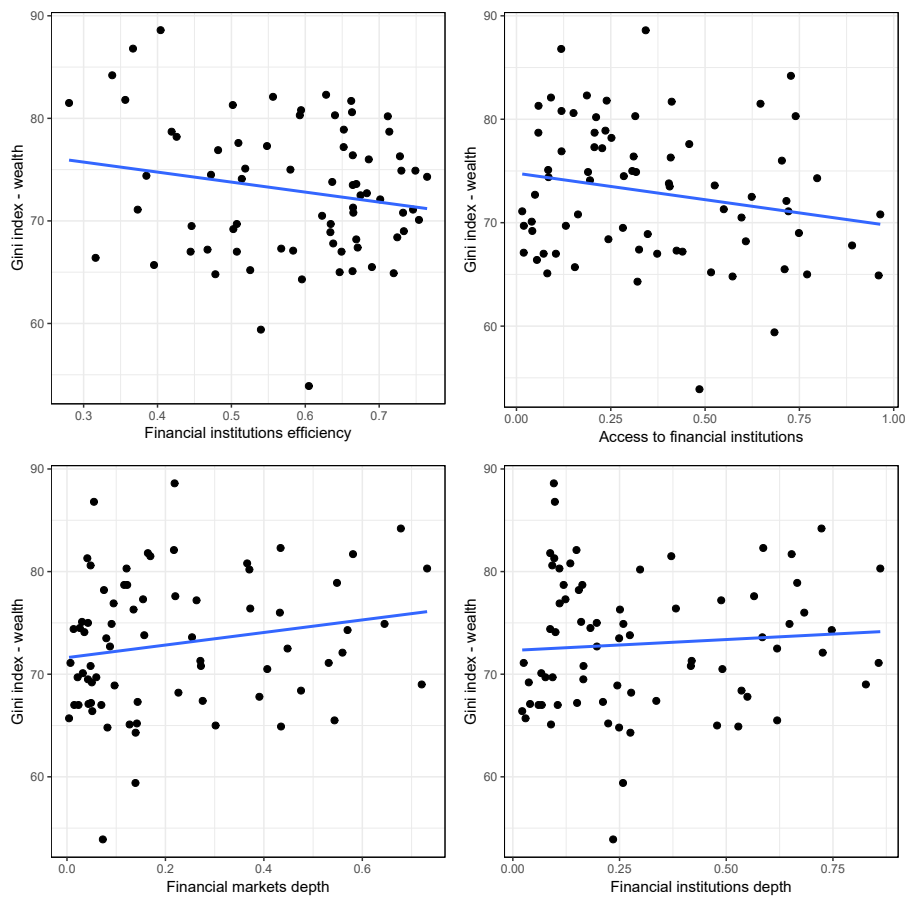 90
80
70
60
Gini index - wealth
0.3 0.4 0.5 0.6 0.7
Financial institutions efficiency
90
80
70
60
Gini index - wealth
0.00 0.25 0.50 0.75 1.00
Access to financial institutions
90
80
70
60
Gini index - wealth
0.0 0.2 0.4 0.6
Financial markets depth
90
80
70
60
Gini index - wealth
0.00 0.25 0.50 0.75
Financial institutions depth